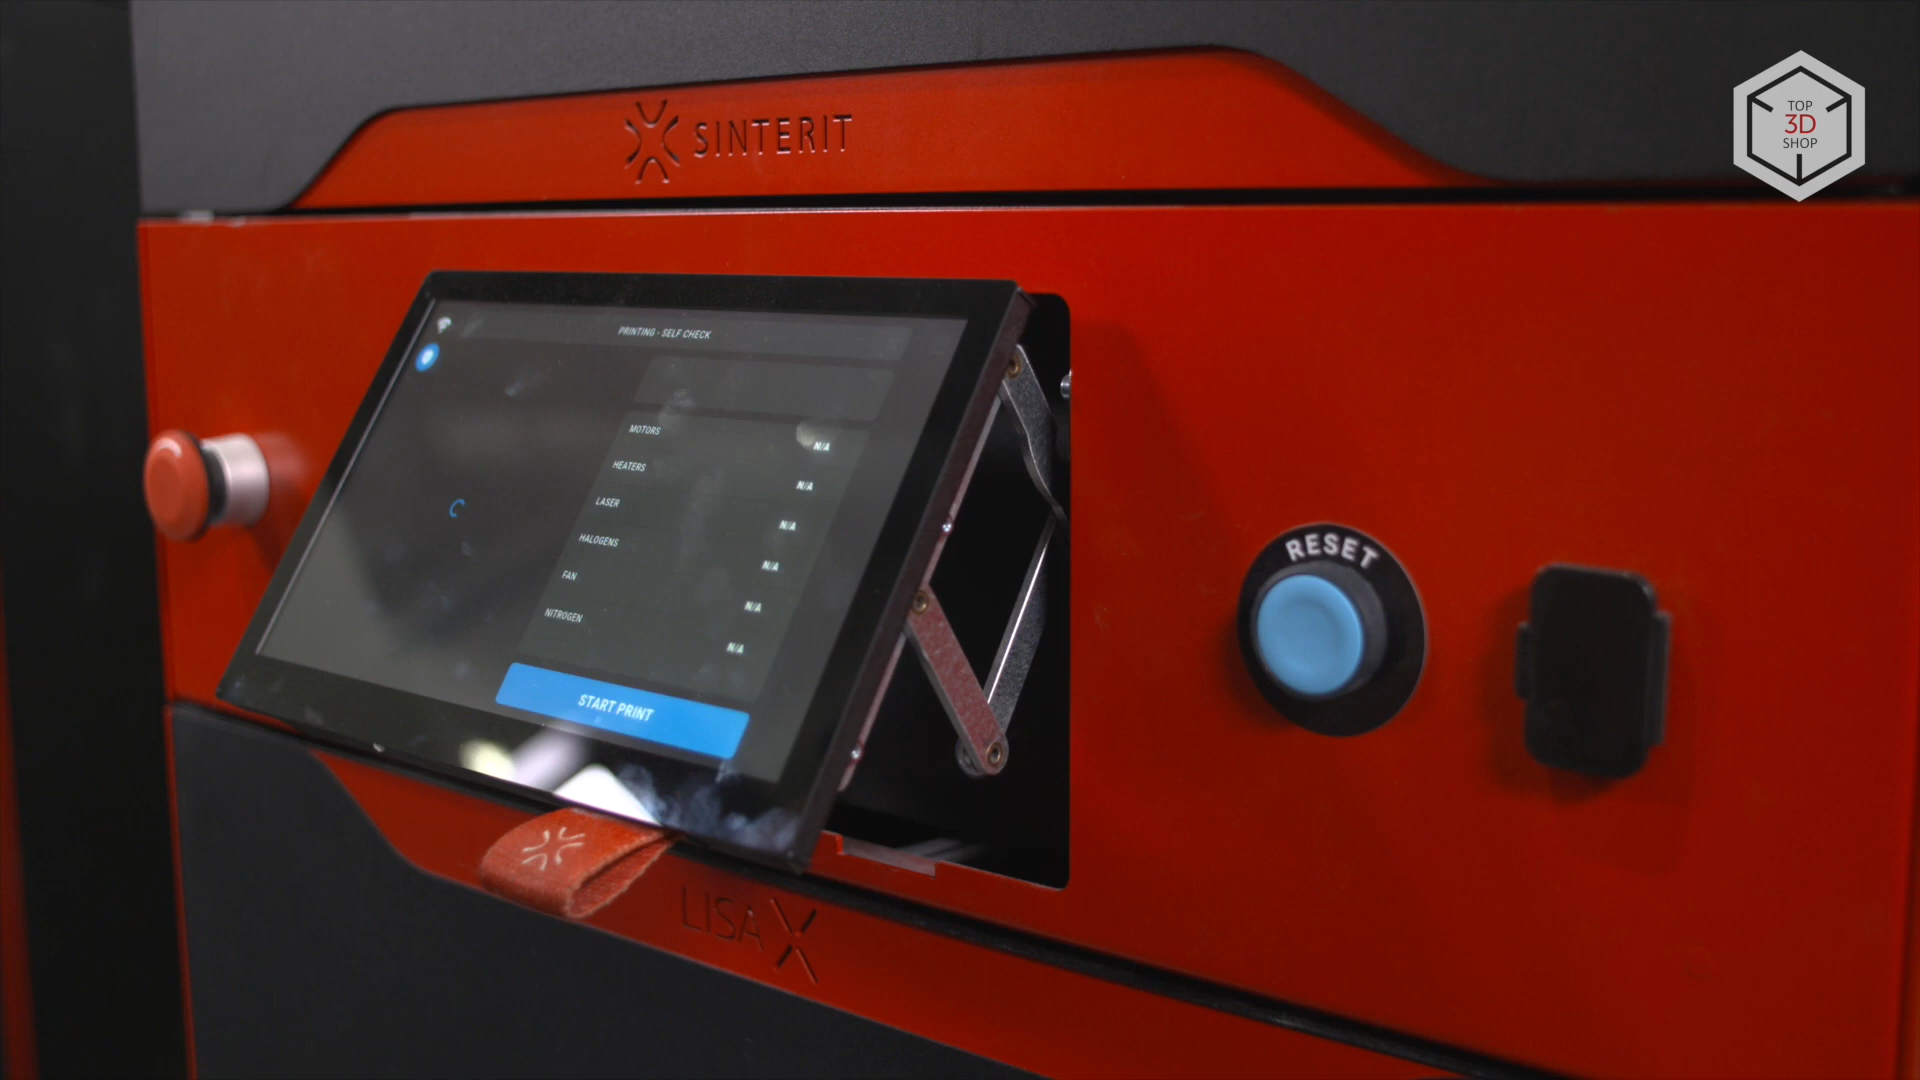 SINTERIT
TOP
3D
SHOP
PRINTING - SELF CHECK
MOTORS N/A
HEATERS N/A
LASER N/A
HALOGENS N/A
FAN N/A
NITROGEN N/A
START PRINT
RESET
LISA X